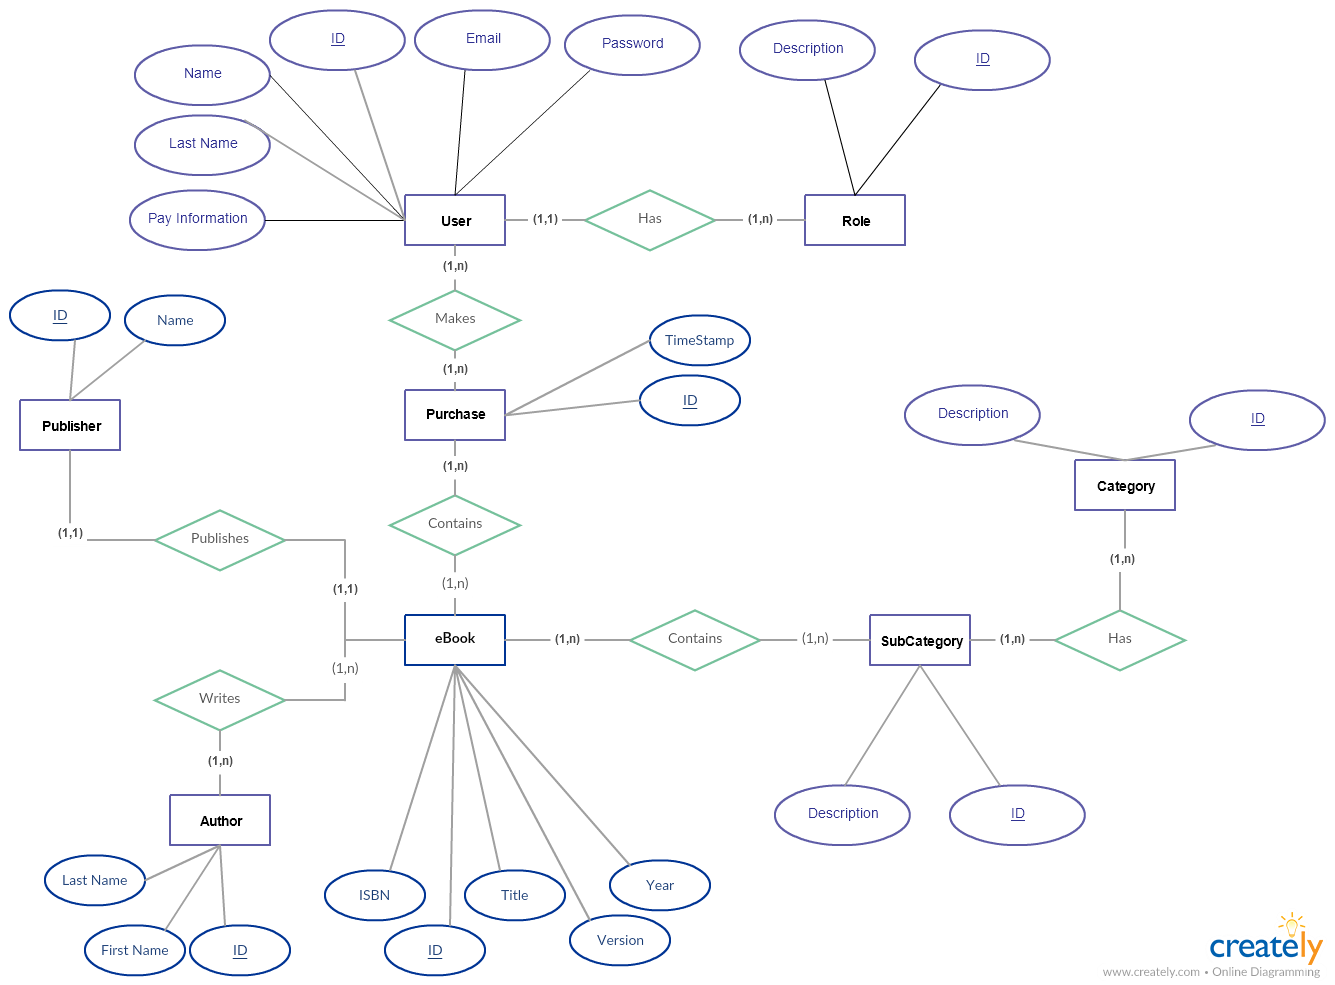 ID
Email
Password
Description
ID
Name
Last Name
Pay Information
User
(1,1)
Has
(1,n)
Role
(1,n)
ID
Name
Makes
TimeStamp
(1,n)
ID
Publisher
Purchase
Description
ID
(1,n)
Category
(1,1)
Publishes
Contains
(1,n)
(1,1)
(1,n)
eBook
(1,n)
Contains
(1,n)
SubCategory
(1,n)
Has
(1,n)
Writes
(1,n)
Author
Description
ID
Last Name
First Name
ID
ISBN
ID
Title
Version
Year
creately
www.creately.com • Online Diagramming